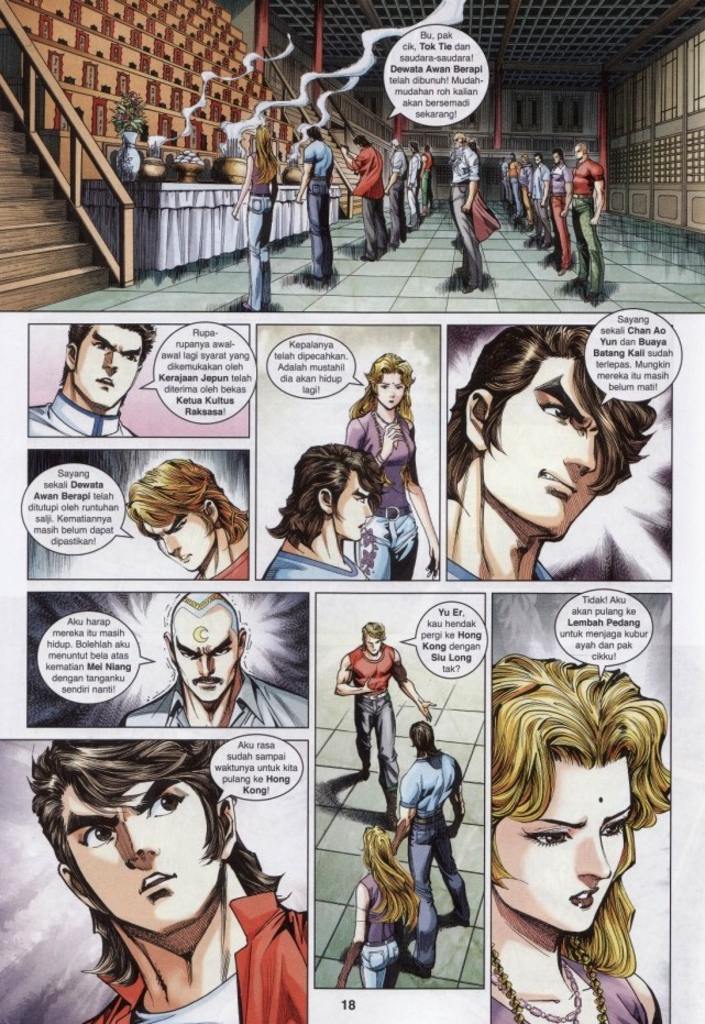 Bu, pak
cik, Tok Tie dan
saudara-saudara!
Dewata Awan Berapi
telah dibunuh! Mudah-
mudahan roh kalian
akan bersemadi
sekarang!
Rupa-
rupanya awal-
awal lagi syarat yang
dikemukakan oleh
Kerajaan Jepun telah
diterima oleh bekas
Ketua Kultus
Raksasa!
Sayang
sekali Dewata
Awan Berapi telah
ditutup oleh runtuhan
salji. Kematiannya
masih belum dapat
dipastikan!
Kepalanya
telah dipecahkan.
Adalah mustahil
dia akan hidup
lagi!
Sayang
sekali Chan Ao
Yun dan Buaya
Batang Kali sudah
terlepas. Mungkin
mereka itu masih
belum mati!
Aku harap
mereka itu masih
hidup. Bolehlah aku
menuntut bela atas
kematian Mei Niang
dengan tanganku
sendiri nanti!
Aku rasa
sudah sampai
waktunya untuk kita
pulang ke Hong
Kong!
Yu Er,
kau hendak
pergi ke Hong
Kong dengan
Siu Long
tak?
Tidak! Aku
akan pulang ke
Lembah Pedang
untuk menjaga kubur
ayah dan pak
cikku!
18